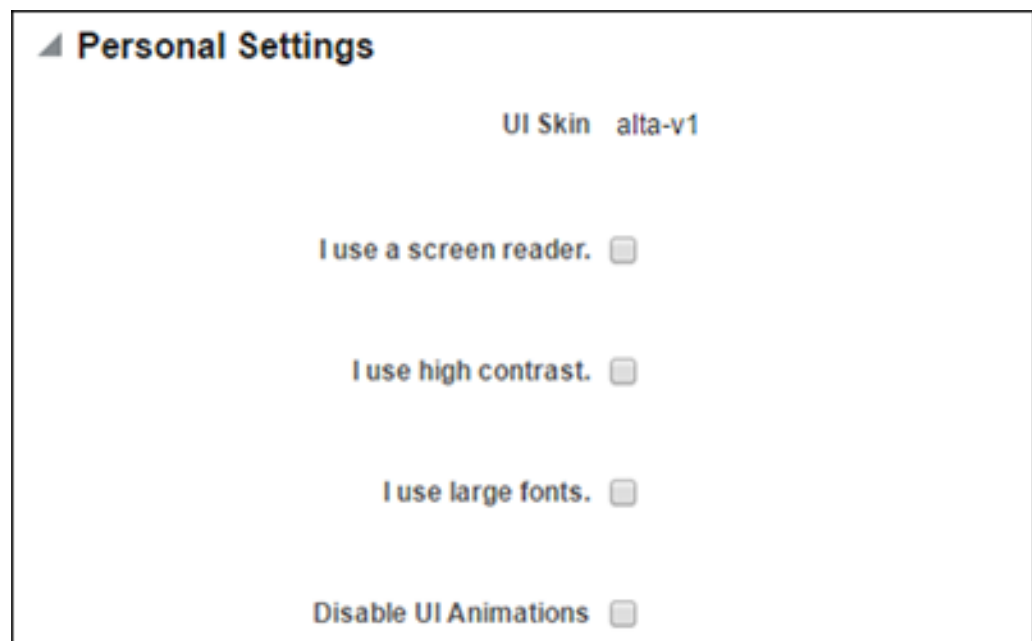 Personal Settings
UI Skin alta-v1
I use a screen reader.
I use high contrast.
I use large fonts.
Disable UI Animations